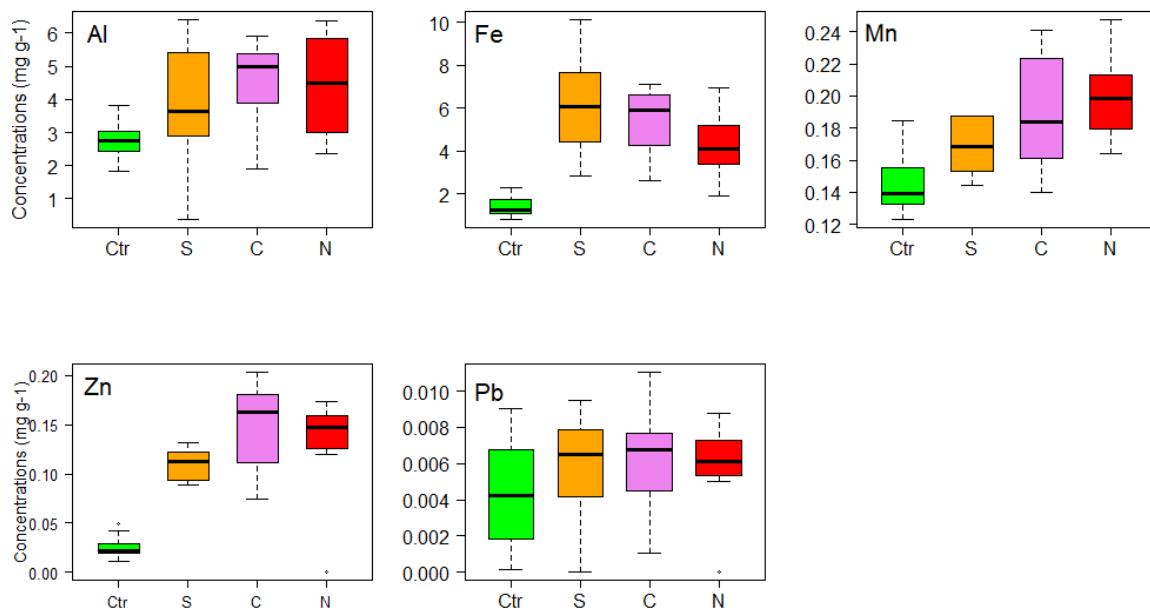 Al
Concentrations (mg g-1)
6
5
4
3
2
1
Ctr S C N
Fe
10
8
6
4
2
Ctr S C N
Mn
0.24
0.22
0.20
0.18
0.16
0.14
0.12
Ctr S C N
Zn
Concentrations (mg g-1)
0.20
0.15
0.10
0.05
0.00
Ctr S C N
Pb
0.010
0.008
0.006
0.004
0.002
0.000
Ctr S C N